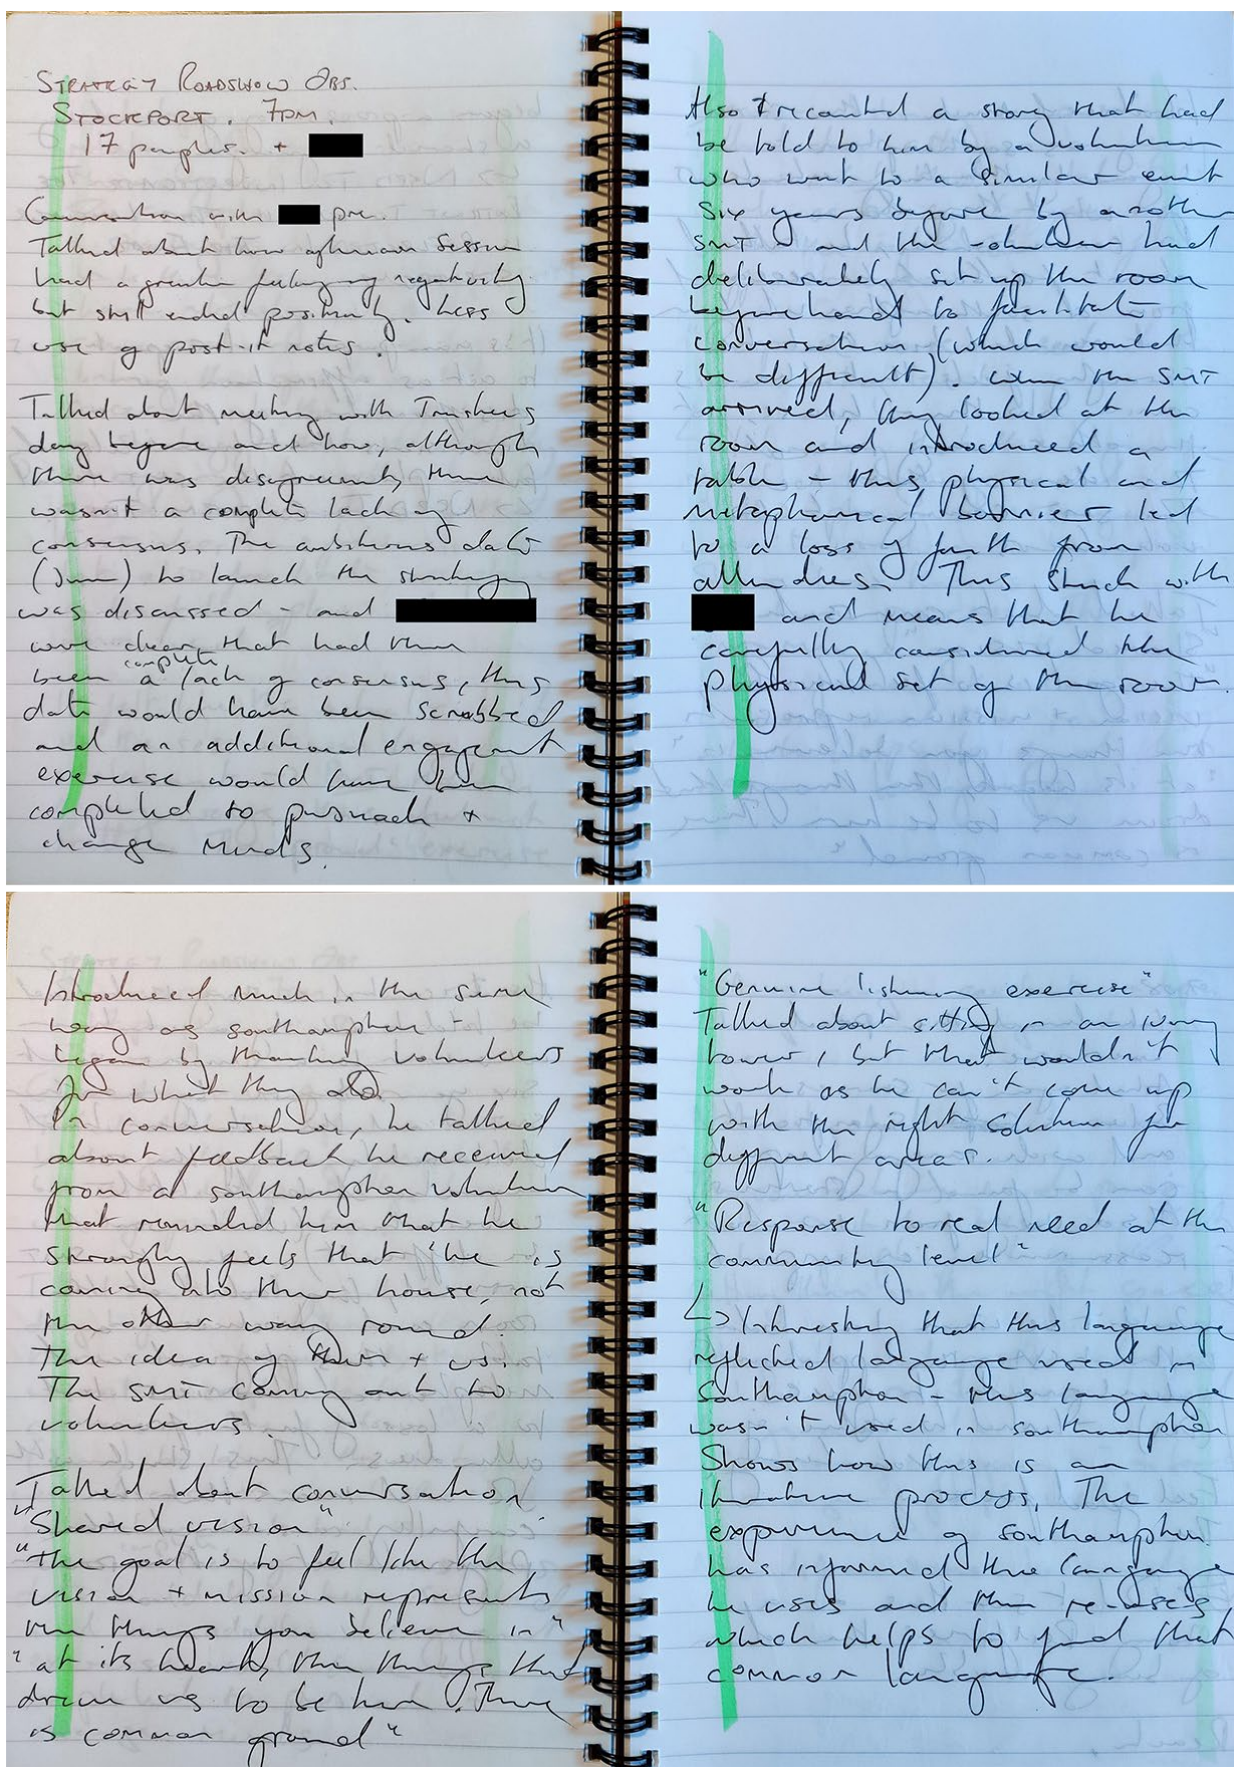 STRATEGY ROADSHOW OBS.
STOCKPORT. 7PM.
17 peoples. +
Conversation with pre.
Talked about how afternoon session
had a greater feeling of negativity
but still ended positively. Less
use of post-it notes.
Talked about meeting with Trustees
day before and how, although
there was disagreement, there
wasn't a complete lack of
consensus. The ambitious date
(June) to launch the strategy
was discussed - and
were clear that had there
complete
been a lack of consensus, this
date would have been scrubbed
and an additional engagement
exercise would have been
completed to persuade +
change minds.
Also recounted a story that had
be told to him by a volunteer
who went to a similar event
six years before by another
SMT - and the volunteer had
deliberately set up the room
beforehand to facilitate
conversation (which would
be difficult). When the SMT
arrived, they looked at the
room and introduced a
table - this physical and
metaphorical barrier led
to a loss of faith from
attendees. This stuck with
and means that he
carefully considered the
physical set of the room.
Introduced much in the same
way as southampton -
began by thanking volunteers
for what they do.
In conversation, he talked
about feedback he received
from a southampton volunteer
that reminded him that he
strongly feels that 'he is
coming into their house, not
the other way round.
The idea of them + us.
The SMT coming out to
volunteers.
Talked about conversation
"Shared vision"
"the goal is to feel like the
vision + mission represents
the things you believe in"
"at its heart, the things that
drive us to be here. There
is common ground"
"Genuine listening exercise"
Talked about sitting in an ivory
tower, but that wouldn't
work as he can't come up
with the right solution for
different areas.
"Response to real need at the
community level"
↳ Interesting that this language
reflected language used in
Southampton - this language
wasn't used in southampton
Shows how this is an
iterative process. The
experience of southampton
has informed the language
he uses and then re-uses,
which helps to find that
common language.